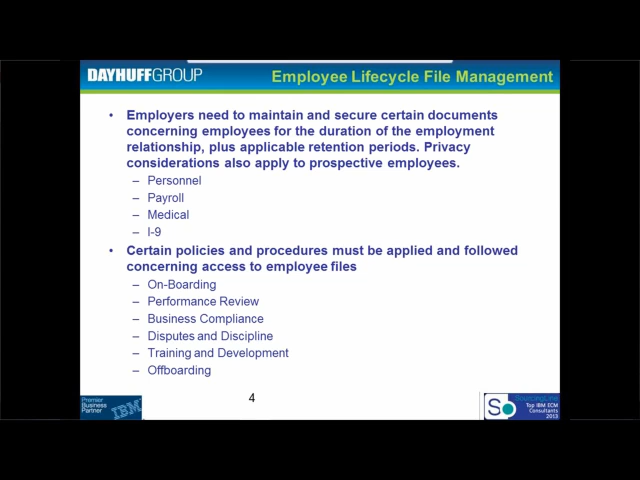 DAYHUFFGROUP
Employee Lifecycle File Management
• Employers need to maintain and secure certain documents
concerning employees for the duration of the employment
relationship, plus applicable retention periods. Privacy
considerations also apply to prospective employees.
– Personnel
– Payroll
– Medical
– I-9
• Certain policies and procedures must be applied and followed
concerning access to employee files
– On-Boarding
– Performance Review
– Business Compliance
– Disputes and Discipline
– Training and Development
– Offboarding
Premier
Business
Partner
IBM
4
So
SourcingLine
Top IBM ECM
Consultants
2013